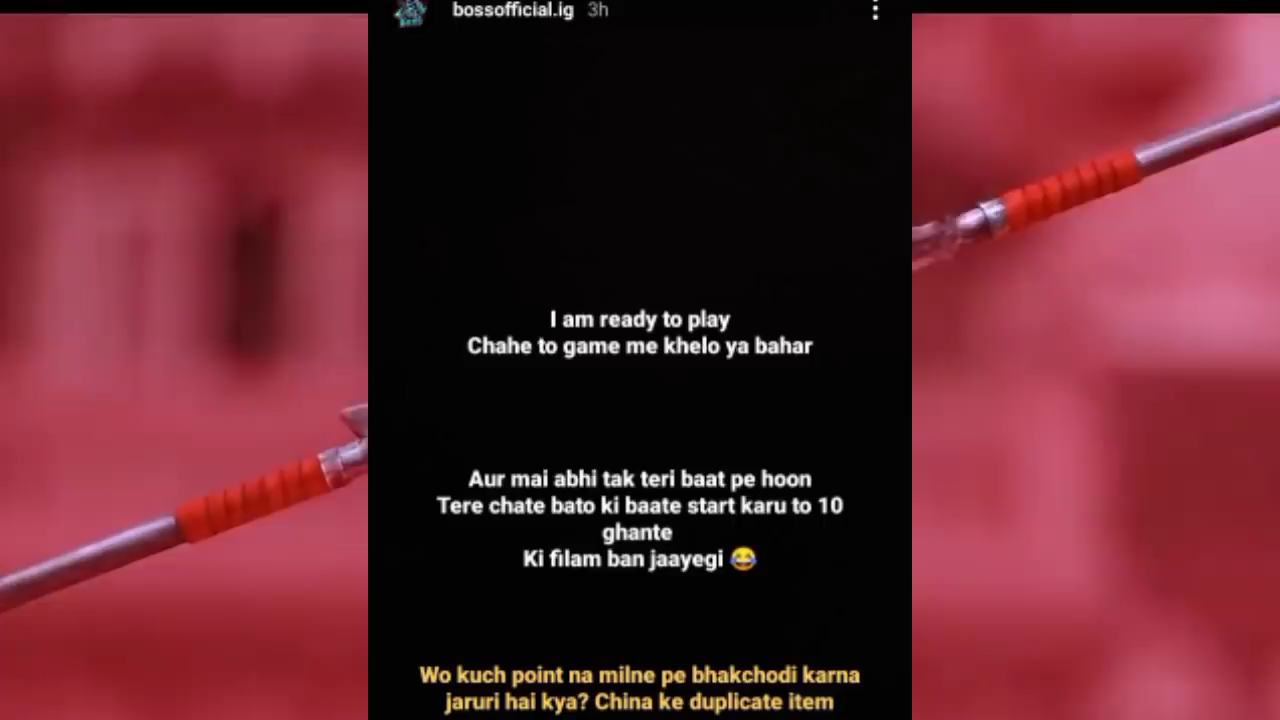 bossofficial.ig 3h
I am ready to play
Chahe to game me khelo ya bahar
Aur mai abhi tak teri baat pe hoon
Tere chate bato ki baate start karu to 10
ghante
Ki filam ban jaayegi 😂
Wo kuch point na milne pe bhakchodi karna
jaruri hai kya? China ke duplicate item